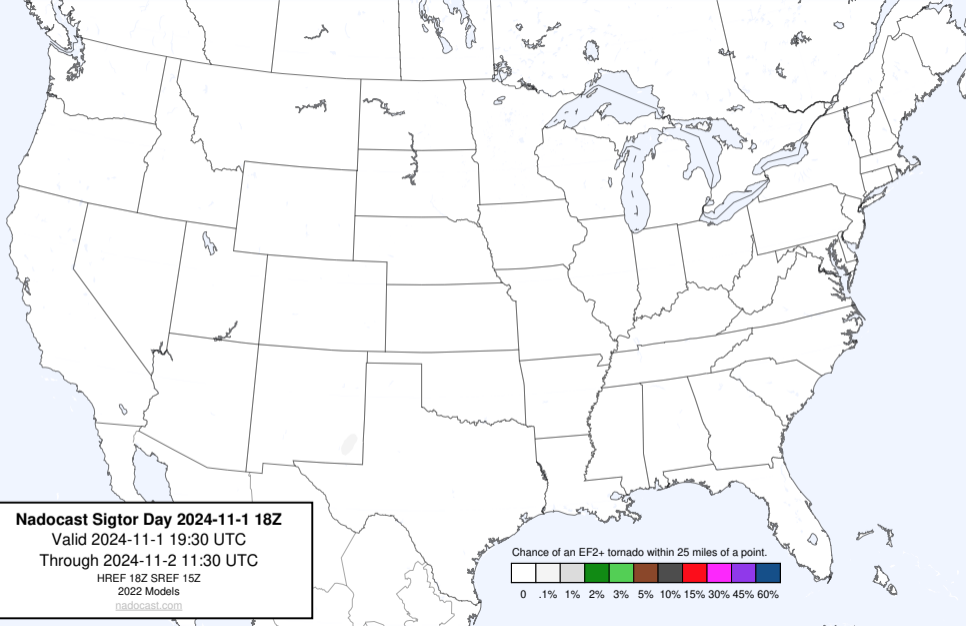 Nadocast Sigtor Day 2024-11-1 18Z
Valid 2024-11-1 19:30 UTC
Through 2024-11-2 11:30 UTC
HREF 18Z SREF 15Z
2022 Models
nadocast.com
Chance of an EF2+ tornado within 25 miles of a point.
0 .1% 1% 2% 3% 5% 10% 15% 30% 45% 60%